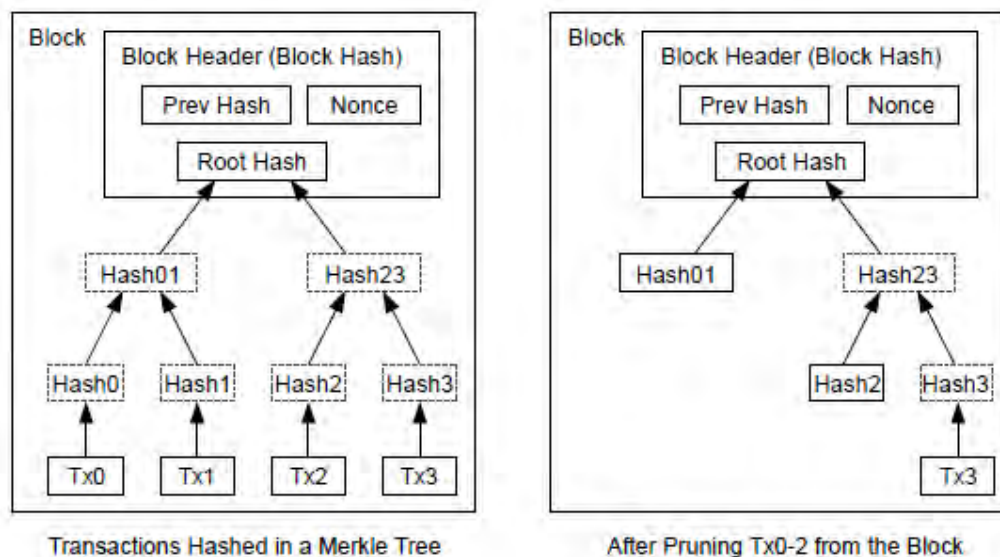 Block
Block Header (Block Hash)
Prev Hash
Nonce
Root Hash
Hash01
Hash23
Hash0
Hash1
Hash2
Hash3
Tx0
Tx1
Tx2
Tx3
Transactions Hashed in a Merkle Tree
Block
Block Header (Block Hash)
Prev Hash
Nonce
Root Hash
Hash01
Hash23
Hash2
Hash3
Tx3
After Pruning Tx0-2 from the Block